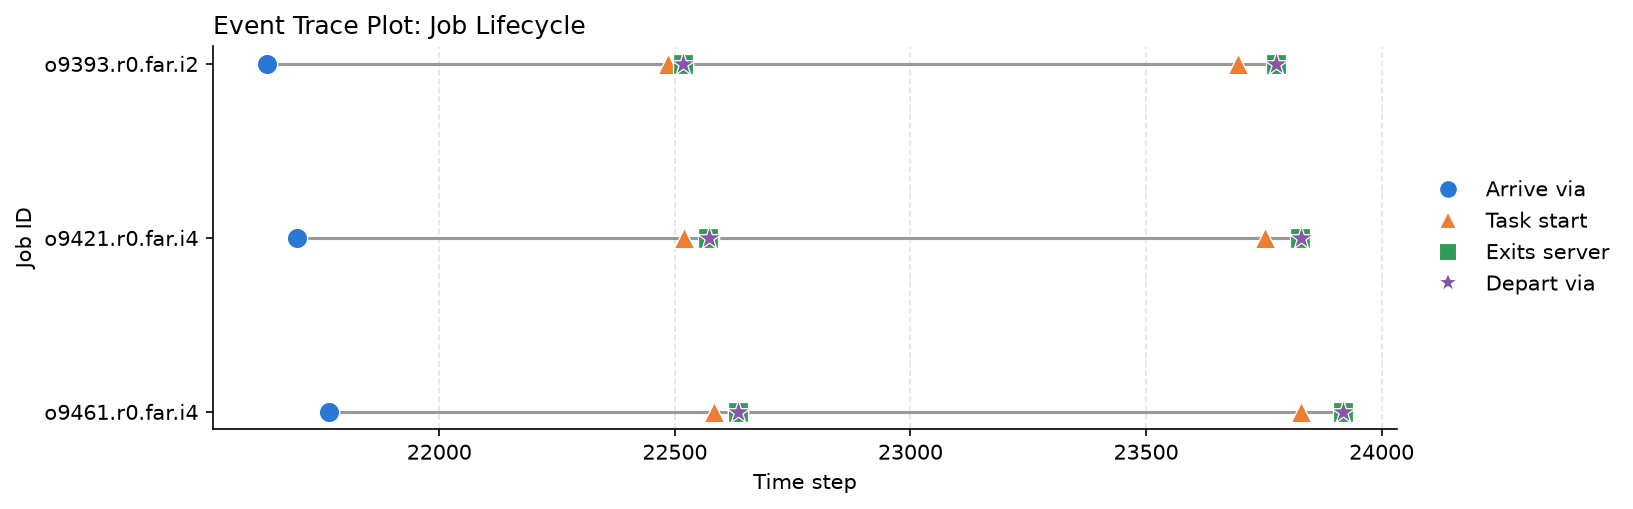 Event Trace Plot: Job Lifecycle
o9393.r0.far.i2
o9421.r0.far.i4
o9461.r0.far.i4
Job ID
22000
22500
23000
23500
24000
Time step
Arrive via
Task start
Exits server
Depart via